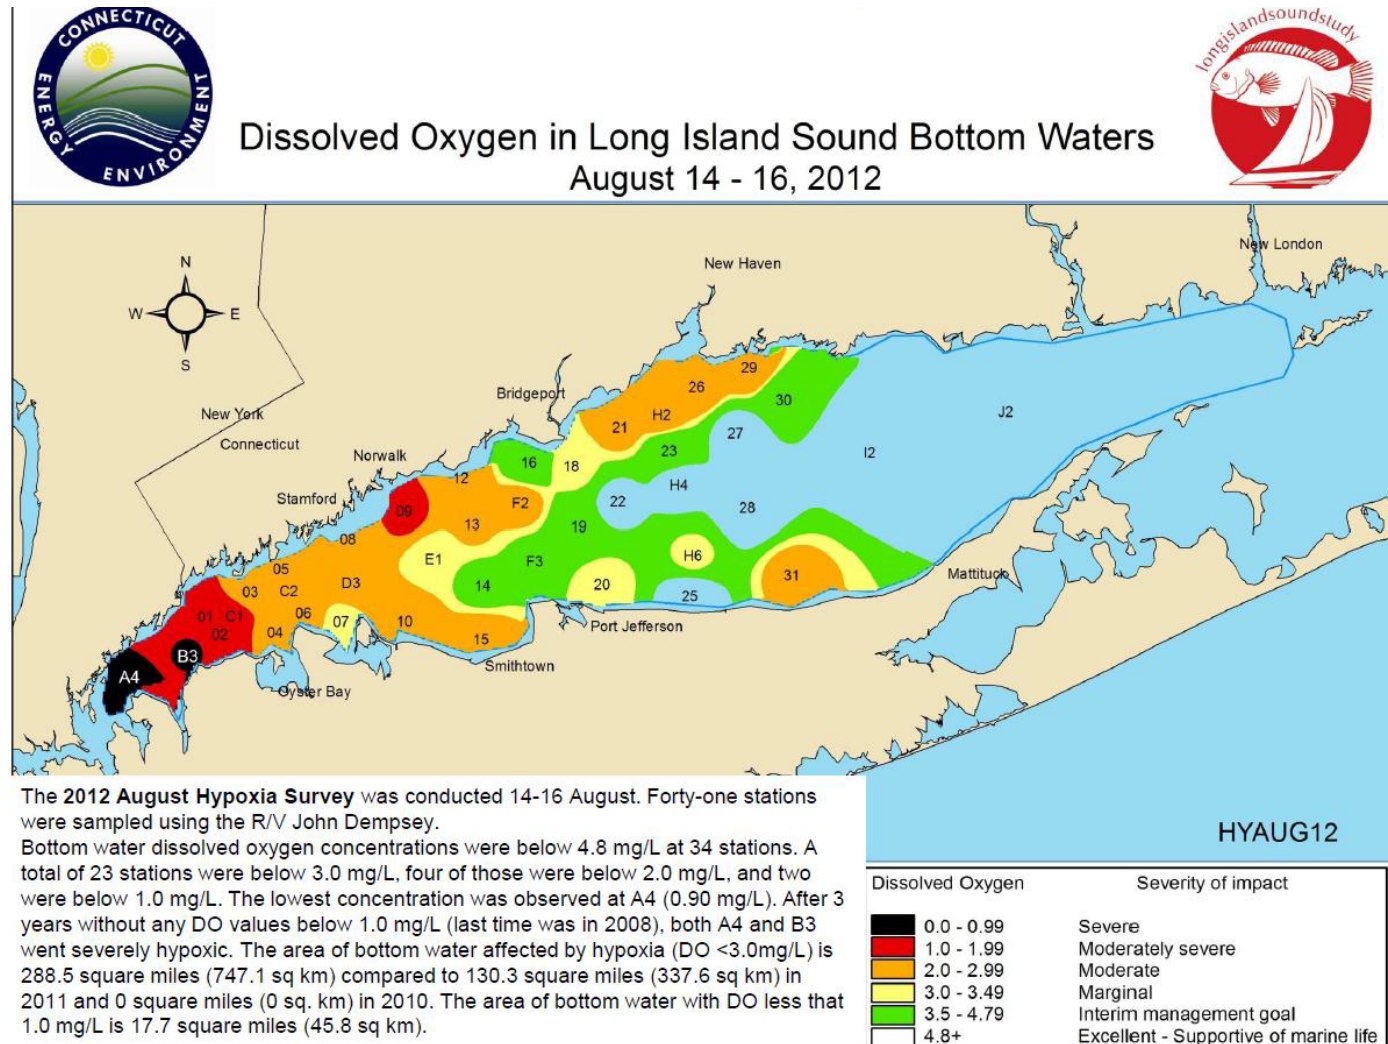 CONNECTICUT
ENERGY
ENVIRONMENT
longislandsoundstudy
Dissolved Oxygen in Long Island Sound Bottom Waters
August 14 - 16, 2012
New London
New Haven
N
W E
S
29
26
Bridgeport
30
New York
H2
J2
21
27
Connecticut
23
I2
Norwalk
16
18
12
H4
Stamford
F2
22
09
28
13
19
08
H6
E1
F3
05
31
Mattituck
D3
14
20
C2
03
25
06
01 C1
07
10
Port Jefferson
02
04
15
B3
Smithtown
A4
Oyster Bay
The 2012 August Hypoxia Survey was conducted 14-16 August. Forty-one stations
were sampled using the R/V John Dempsey.
Bottom water dissolved oxygen concentrations were below 4.8 mg/L at 34 stations. A
total of 23 stations were below 3.0 mg/L, four of those were below 2.0 mg/L, and two
were below 1.0 mg/L. The lowest concentration was observed at A4 (0.90 mg/L). After 3
years without any DO values below 1.0 mg/L (last time was in 2008), both A4 and B3
went severely hypoxic. The area of bottom water affected by hypoxia (DO <3.0mg/L) is
288.5 square miles (747.1 sq km) compared to 130.3 square miles (337.6 sq km) in
2011 and 0 square miles (0 sq. km) in 2010. The area of bottom water with DO less that
1.0 mg/L is 17.7 square miles (45.8 sq km).
HYAUG12
Dissolved Oxygen Severity of impact
0.0 - 0.99 Severe
1.0 - 1.99 Moderately severe
2.0 - 2.99 Moderate
3.0 - 3.49 Marginal
3.5 - 4.79 Interim management goal
4.8+ Excellent - Supportive of marine life